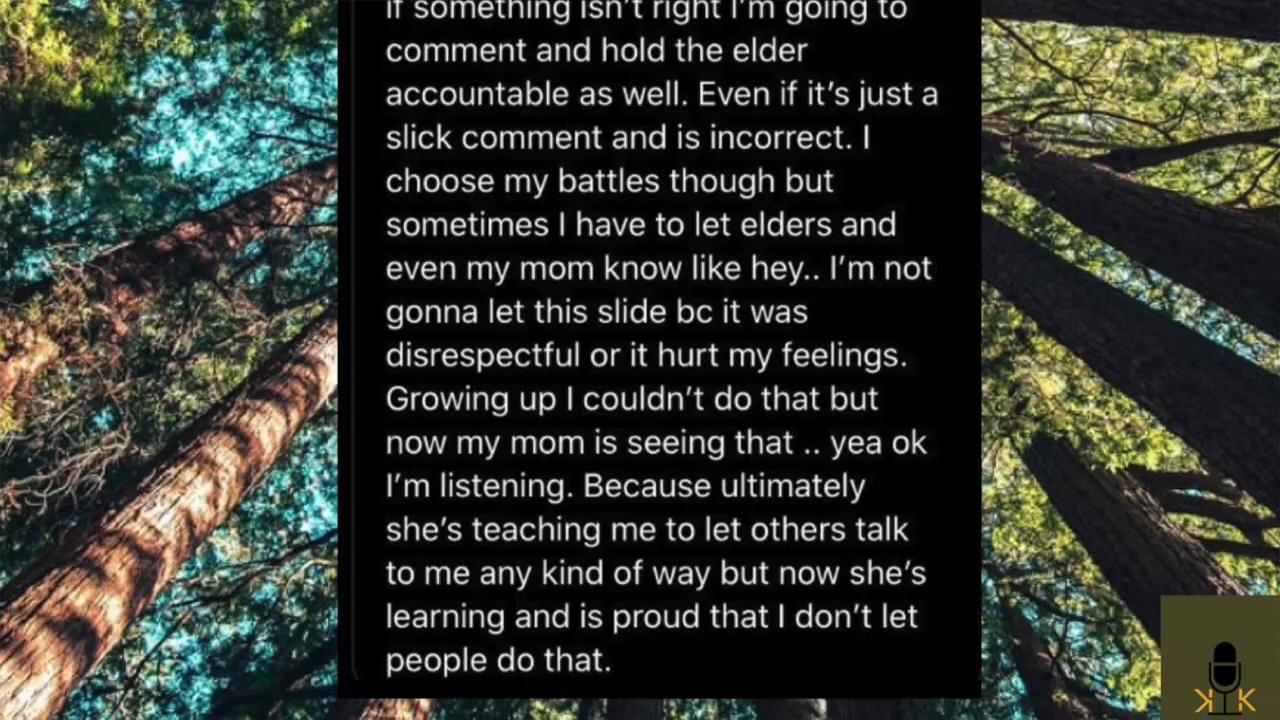 if something isn't right I'm going to
comment and hold the elder
accountable as well. Even if it's just a
slick comment and is incorrect. I
choose my battles though but
sometimes I have to let elders and
even my mom know like hey.. I'm not
gonna let this slide bc it was
disrespectful or it hurt my feelings.
Growing up I couldn't do that but
now my mom is seeing that .. yea ok
I'm listening. Because ultimately
she's teaching me to let others talk
to me any kind of way but now she's
learning and is proud that I don't let
people do that.
K K